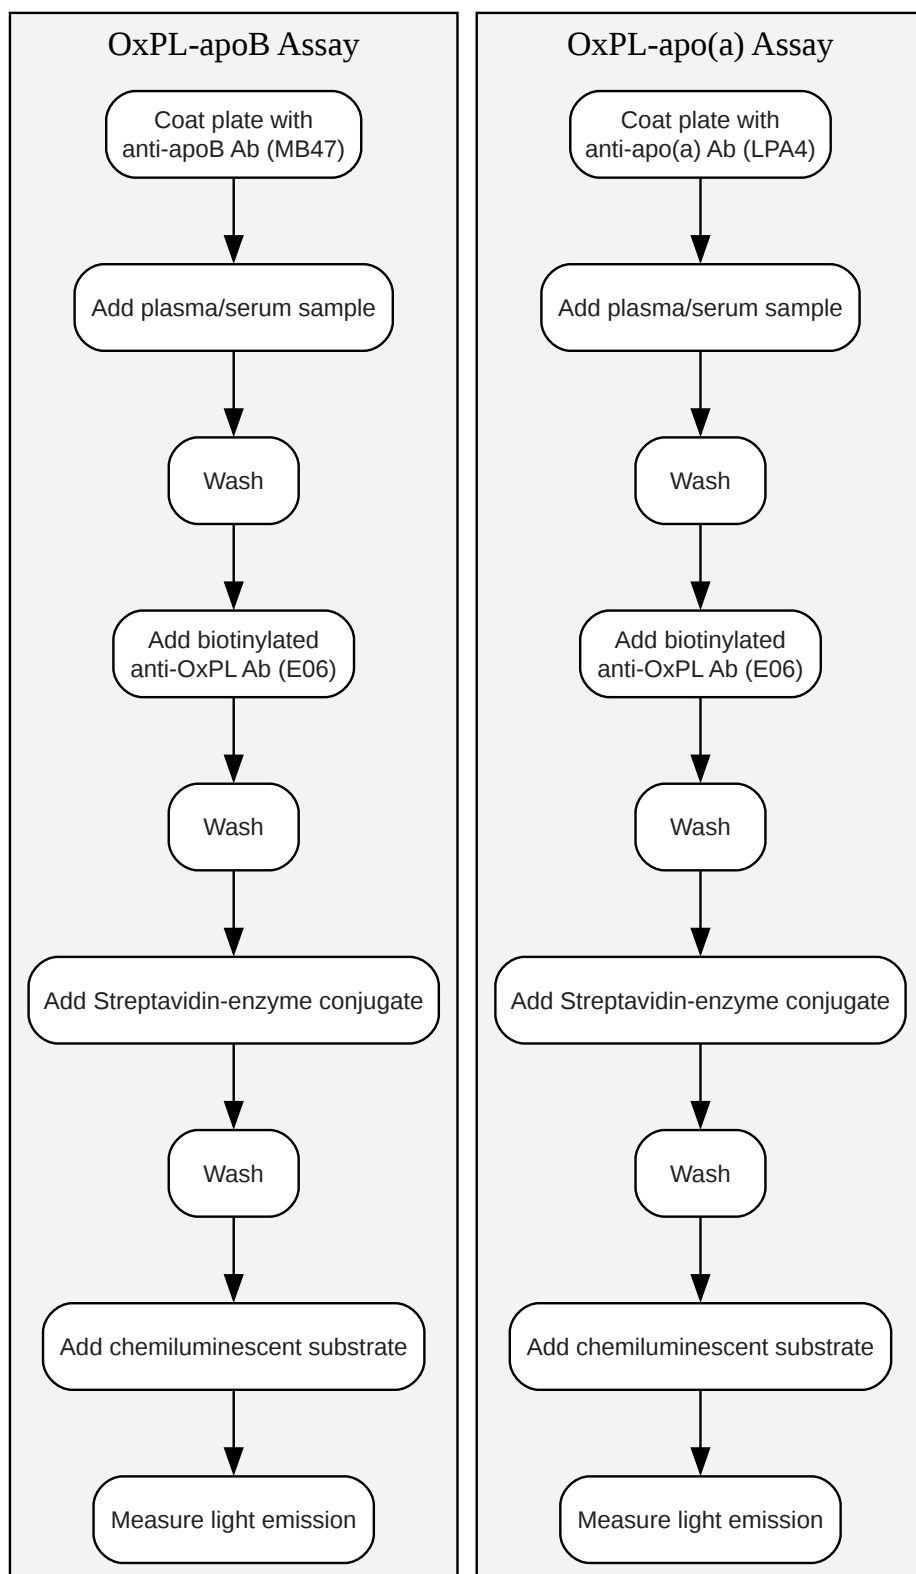 OxPL-apoB Assay
Coat plate with
anti-apoB Ab (MB47)
Add plasma/serum sample
Wash
Add biotinylated
anti-OxPL Ab (E06)
Wash
Add Streptavidin-enzyme conjugate
Wash
Add chemiluminescent substrate
Measure light emission
OxPL-apo(a) Assay
Coat plate with
anti-apo(a) Ab (LPA4)
Add plasma/serum sample
Wash
Add biotinylated
anti-OxPL Ab (E06)
Wash
Add Streptavidin-enzyme conjugate
Wash
Add chemiluminescent substrate
Measure light emission